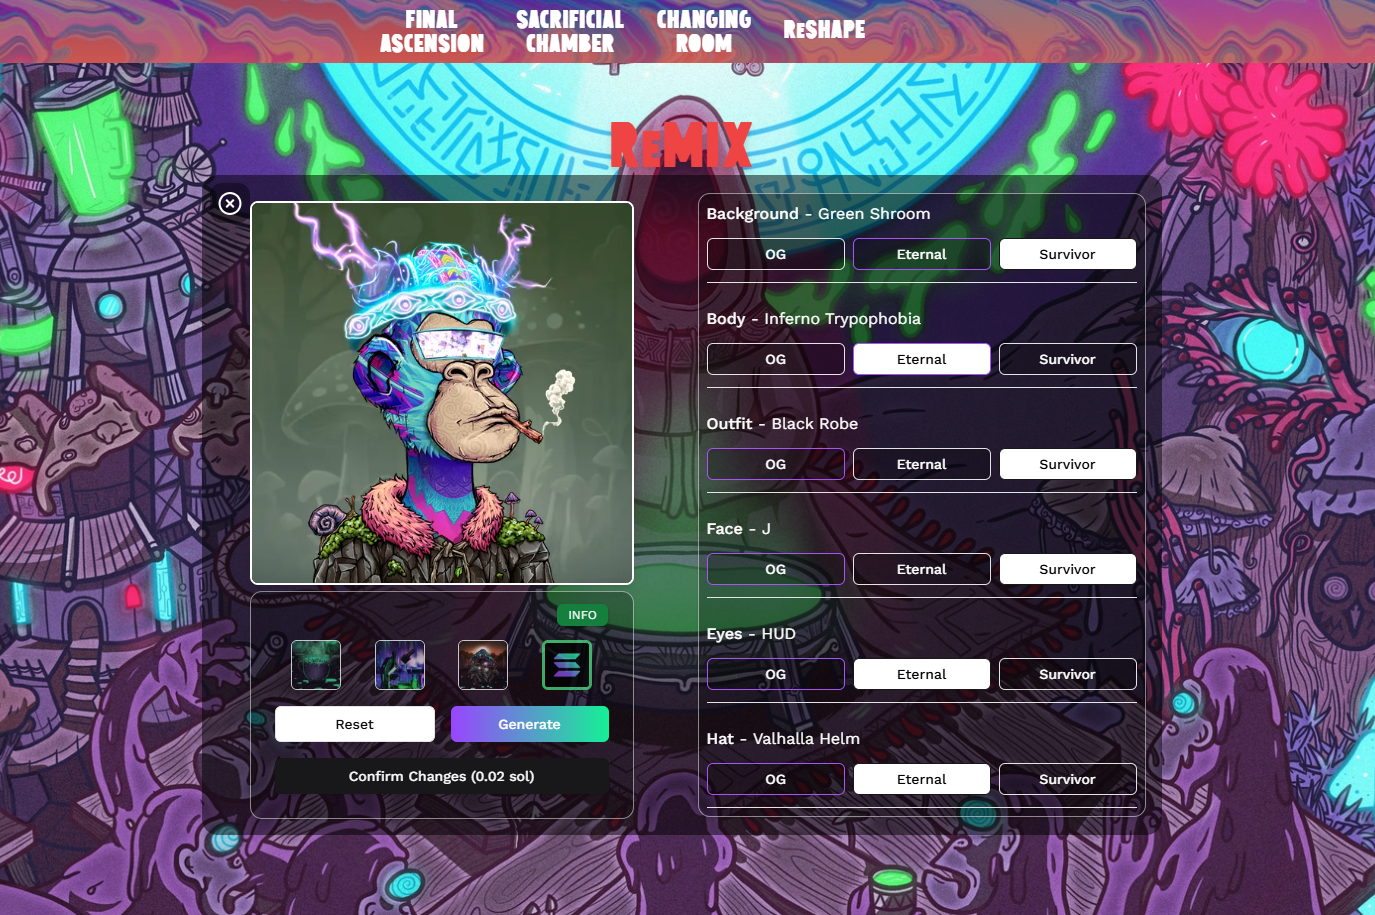 FINAL
ASCENSION
SACRIFICIAL
CHAMBER
CHANGING
ROOM
ReSHAPE
ReMIX
Background - Green Shroom
OG Eternal Survivor
Body - Inferno Trypophobia
OG Eternal Survivor
Outfit - Black Robe
OG Eternal Survivor
Face - J
OG Eternal Survivor
Eyes - HUD
OG Eternal Survivor
Hat - Valhalla Helm
OG Eternal Survivor
INFO
Reset Generate
Confirm Changes (0.02 sol)